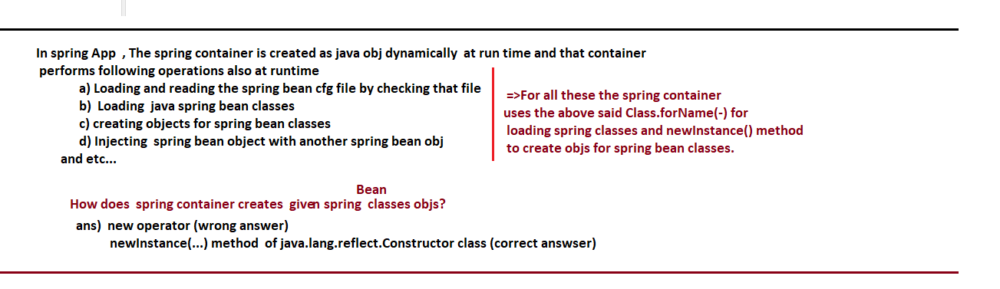 In spring App , The spring container is created as java obj dynamically at run time and that container
performs following operations also at runtime
a) Loading and reading the spring bean cfg file by checking that file
b) Loading java spring bean classes
c) creating objects for spring bean classes
d) Injecting spring bean object with another spring bean obj
and etc...
=>For all these the spring container
uses the above said Class.forName(-) for
loading spring classes and newInstance() method
to create objs for spring bean classes.
Bean
How does spring container creates given spring classes objs?
ans) new operator (wrong answer)
newInstance(...) method of java.lang.reflect.Constructor class (correct answser)